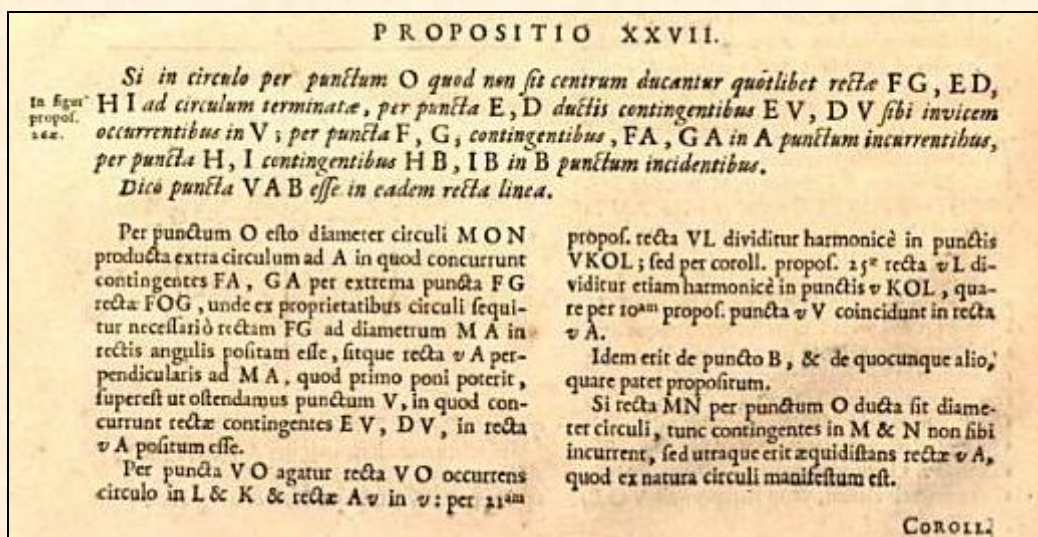 PROPOSITIO XXVII.
Si in circulo per punctum O quod non sit centrum ducantur quotlibet rectæ FG, ED,
In figur.
propos.
26æ.
HI ad circulum terminatæ, per puncta E, D ductis contingentibus EV, DV sibi invicem
occurrentibus in V; per puncta F, G, contingentibus, FA, GA in A punctum incurrentibus,
per puncta H, I contingentibus HB, IB in B punctum incidentibus.
Dico puncta VAB esse in eadem recta linea.
Per punctum O esto diameter circuli MON
producta extra circulum ad A in quod concurrunt
contingentes FA, GA per extrema puncta FG
rectæ FOG, unde ex proprietatibus circuli sequi-
tur necessariò rectam FG ad diametrum MA in
rectis angulis positam esse, sitque recta v A per-
pendicularis ad MA, quod primo poni poterit,
superest ut ostendamus punctum V, in quod con-
currunt rectæ contingentes EV, DV, in recta
v A positum esse.
Per puncta VO agatur recta VO occurrens
circulo in L & K & rectæ Av in v: per 21am
propos. recta VL dividitur harmonicè in punctis
VKOL; sed per coroll. propos. 25æ recta vL di-
viditur etiam harmonicè in punctis v KOL, qua-
re per 10am propos. puncta v V coincidunt in recta
v A.
Idem erit de puncto B, & de quocunque alio,
quare patet propositum.
Si recta MN per punctum O ducta sit diame-
ter circuli, tunc contingentes in M & N non sibi
incurrent, sed utraque erit æquidistans rectæ v A,
quod ex natura circuli manifestum est.
COROLL.